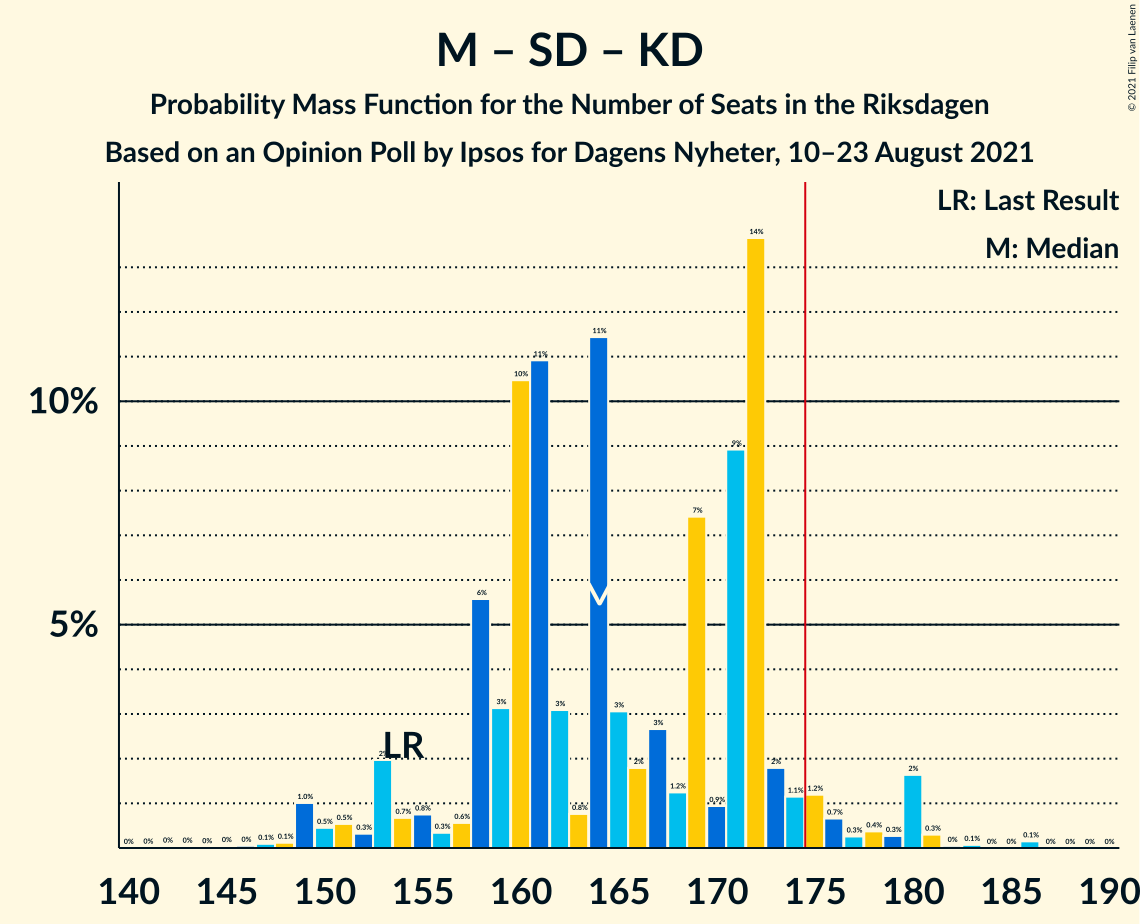 © 2021 Filip van Laenen
M – SD – KD
Probability Mass Function for the Number of Seats in the Riksdagen
Based on an Opinion Poll by Ipsos for Dagens Nyheter, 10–23 August 2021
LR: Last Result
M: Median
10%
5%
0% 0% 0% 0% 0% 0% 0% 0.1% 0.1% 1.0% 0.5% 0.5% 0.3% 2% 0.7% 0.8% 0.3% 0.6% 6% 3% 10% 11% 3% 0.8% 11% 3% 2% 3% 1.2% 7% 0.9% 9% 14% 2% 1.1% 1.2% 0.7% 0.3% 0.4% 0.3% 2% 0.3% 0% 0.1% 0% 0% 0.1% 0% 0% 0% 0%
LR
140 145 150 155 160 165 170 175 180 185 190